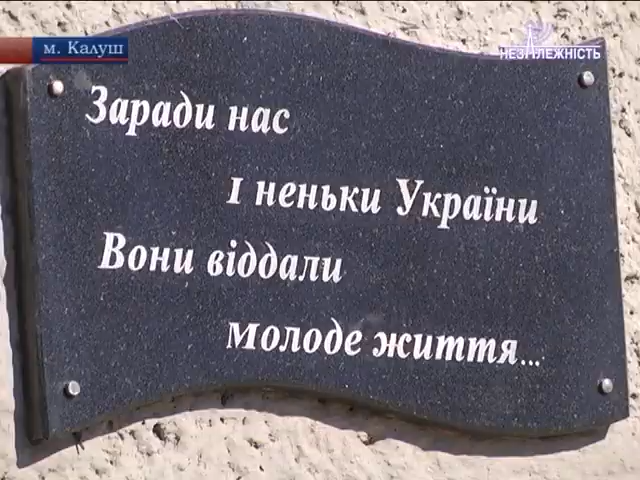 м. Калуш
НЕЗАЛЕЖНІСТЬ
Заради нас
І неньки України
Вони віддали
молоде життя...